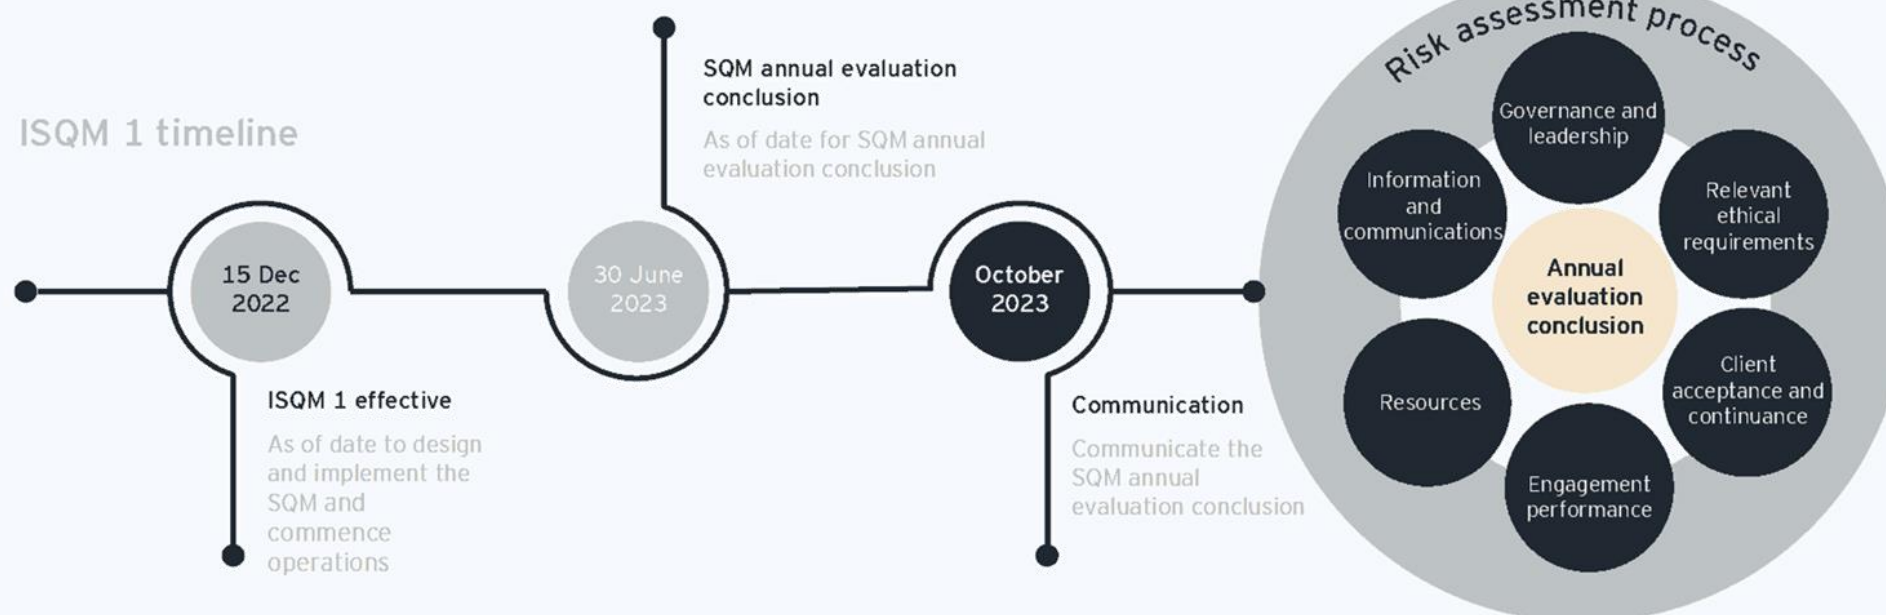 ISQM 1 timeline
15 Dec
2022
ISQM 1 effective
As of date to design
and implement the
SQM and
commence
operations
SQM annual evaluation
conclusion
As of date for SQM annual
evaluation conclusion
30 June
2023
October
2023
Communication
Communicate the
SQM annual
evaluation conclusion
Risk assessment process
Governance and
leadership
Relevant
ethical
requirements
Client
acceptance and
continuance
Engagement
performance
Resources
Information
and
communications
Annual
evaluation
conclusion